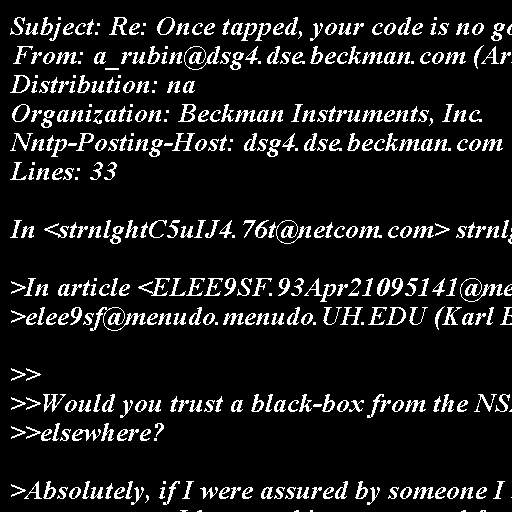 Subject: Re: Once tapped, your code is no go
From: a_rubin@dsg4.dse.beckman.com (Ar
Distribution: na
Organization: Beckman Instruments, Inc.
Nntp-Posting-Host: dsg4.dse.beckman.com
Lines: 33

In <strnlghtC5uIJ4.76t@netcom.com> strnlg

>In article <ELEE9SF.93Apr21095141@me
>elee9sf@menudo.menudo.UH.EDU (Karl B

>>
>>Would you trust a black-box from the NS
>>elsewhere?

>Absolutely, if I were assured by someone I